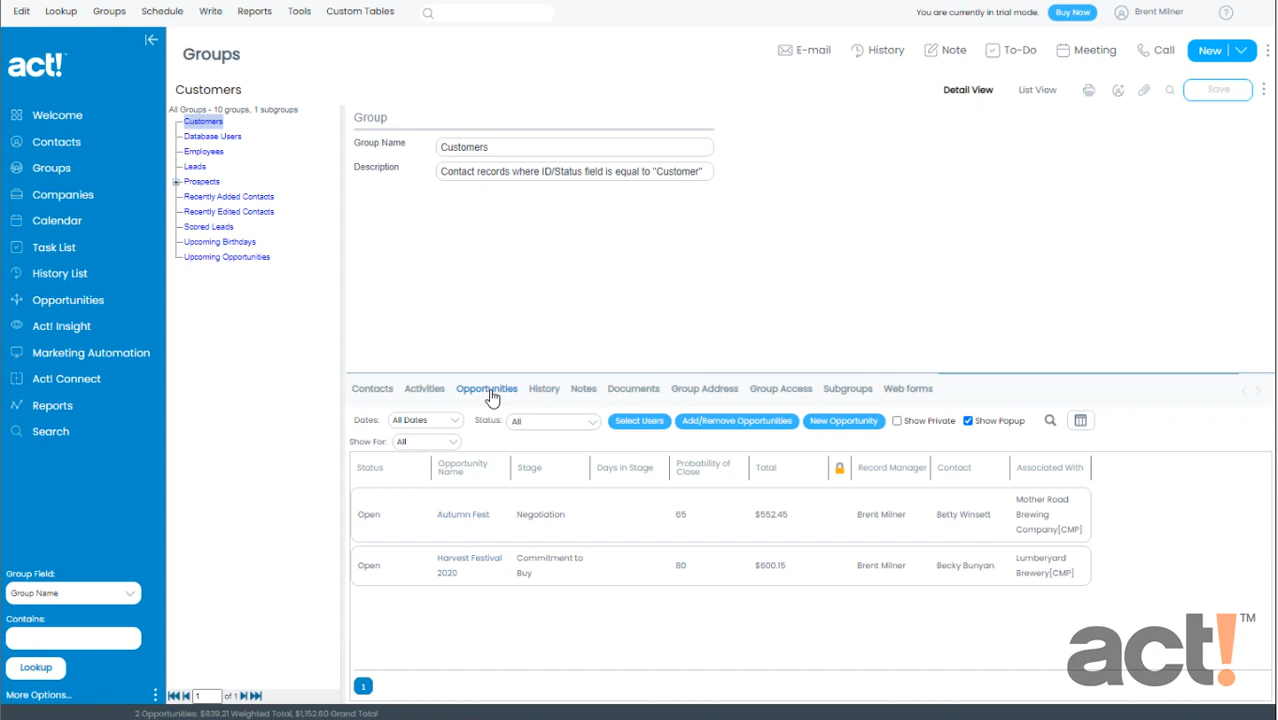 Edit Lookup Groups Schedule Write Reports Tools Custom Tables
You are currently in trial mode. Buy Now Brent Milner ?
act!
Groups
E-mail History Note To-Do Meeting Call New
Customers
Detail View List View Save
Welcome
Contacts
Groups
Companies
Calendar
Task List
History List
Opportunities
Act! Insight
Marketing Automation
Act! Connect
Reports
Search
Group Field:
Group Name
Contains:
Lookup
More Options...
All Groups - 10 groups, 1 subgroups
Customers
Database Users
Employees
Leads
Prospects
Recently Added Contacts
Recently Edited Contacts
Scored Leads
Upcoming Birthdays
Upcoming Opportunities
1 of 1
Group
Group Name Customers
Description Contact records where ID/Status field is equal to "Customer"
Contacts Activities Opportunities History Notes Documents Group Address Group Access Subgroups Web forms
Dates: All Dates Status: All Select Users Add/Remove Opportunities New Opportunity Show Private Show Popup
Show For: All
Status Opportunity Name Stage Days in Stage Probability of Close Total Record Manager Contact Associated With
Open Autumn Fest Negotiation 65 $552.45 Brent Milner Betty Winsett Mother Road Brewing Company[CMP]
Open Harvest Festival 2020 Commitment to Buy 80 $600.15 Brent Milner Becky Bunyan Lumberyard Brewery[CMP]
act!™
1
2 Opportunities: $839.21 Weighted Total, $1,152.60 Grand Total